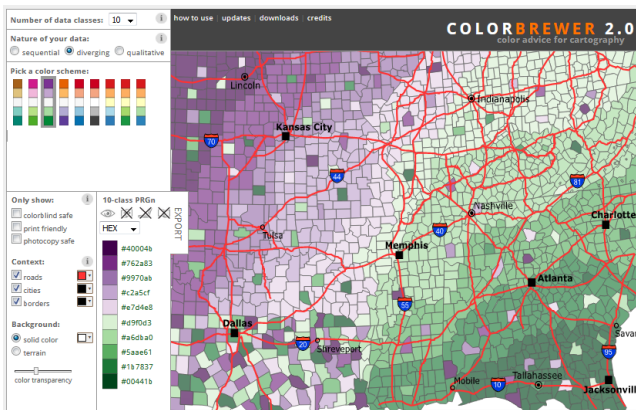 Number of data classes: 10 i
how to use | updates | downloads | credits
COLORBREWER 2.0
color advice for cartography
Nature of your data: i
sequential diverging qualitative
Pick a color scheme:
Only show: i
colorblind safe
print friendly
photocopy safe
Context: i
roads
cities
borders
Background: i
solid color
terrain
color transparency
10-class PRGn
EXPORT
HEX
#40004b
#762a83
#9970ab
#c2a5cf
#e7d4e8
#d9f0d3
#a6dba0
#5aae61
#1b7837
#00441b
Lincoln
Indianapolis
Kansas City
70
44
81
Nashville
Charlotte
Tulsa
40
Memphis
Atlanta
55
Dallas
20
Shreveport
Savan
95
Mobile
10
Tallahassee
Jacksonvill